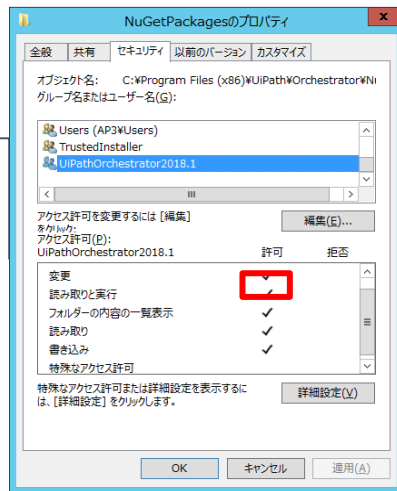 NuGetPackagesのプロパティ
x
全般 共有 セキュリティ 以前のバージョン カスタマイズ
オブジェクト名: C:¥Program Files (x86)¥UiPath¥Orchestrator¥Nu
グループ名またはユーザー名(G):
Users (AP3¥Users)
TrustedInstaller
UiPathOrchestrator2018.1
アクセス許可を変更するには [編集]
をクリック:
編集(E)...
アクセス許可(P):
UiPathOrchestrator2018.1 許可 拒否
変更
読み取りと実行
フォルダーの内容の一覧表示
読み取り
書き込み
特殊なアクセス許可
特殊なアクセス許可または詳細設定を表示するに
は、[詳細設定] をクリックします。
詳細設定(V)
OK キャンセル 適用(A)